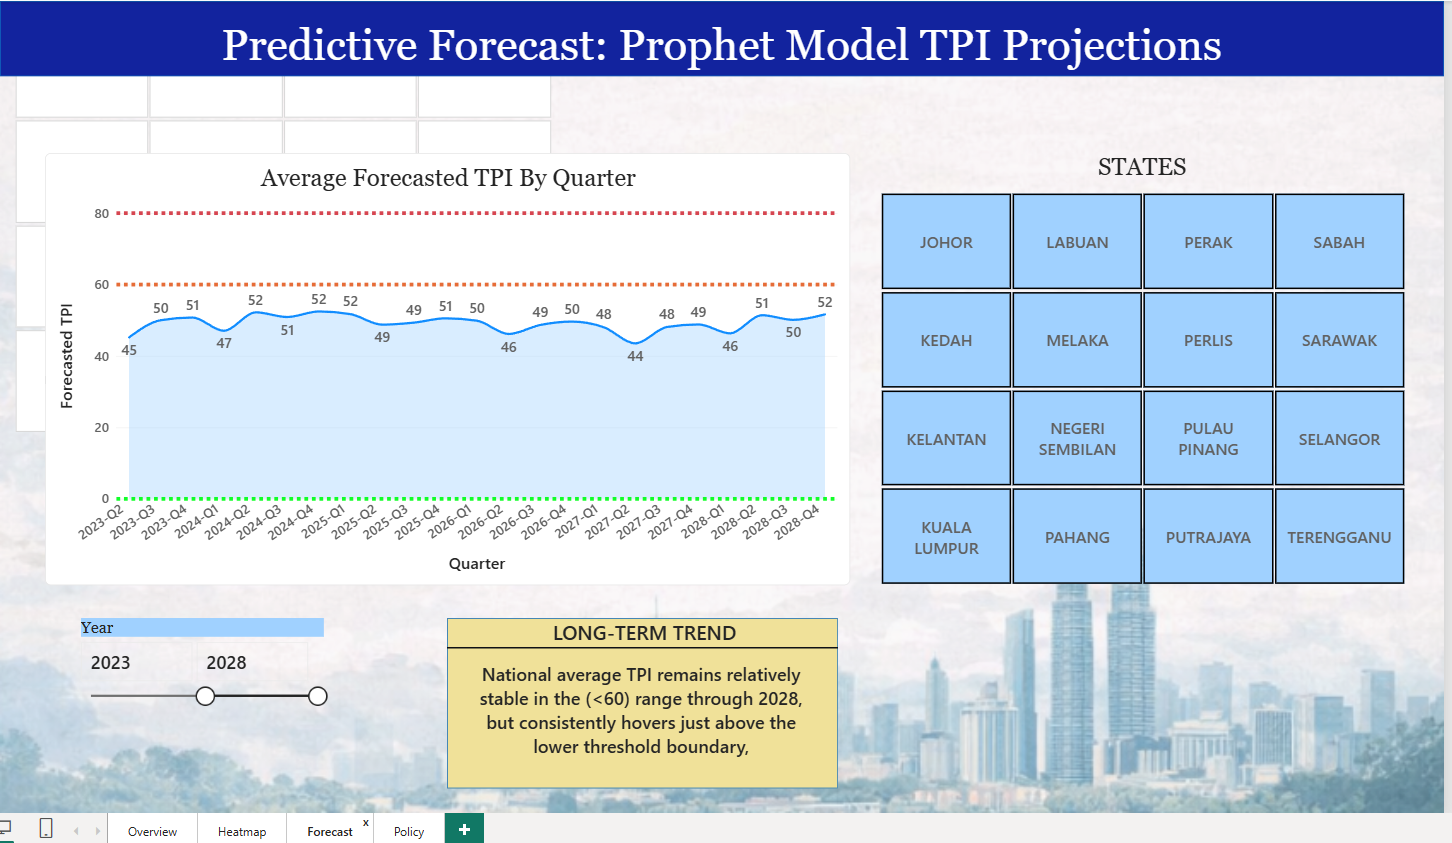 Predictive Forecast: Prophet Model TPI Projections
Average Forecasted TPI By Quarter
80
60
40
20
0
Forecasted TPI
45
50
51
47
52
51
52
52
49
49
51
50
46
49
50
48
44
48
49
46
51
50
52
2023-Q2
2023-Q3
2023-Q4
2024-Q1
2024-Q2
2024-Q3
2024-Q4
2025-Q1
2025-Q2
2025-Q3
2025-Q4
2026-Q1
2026-Q2
2026-Q3
2026-Q4
2027-Q1
2027-Q2
2027-Q3
2027-Q4
2028-Q1
2028-Q2
2028-Q3
2028-Q4
Quarter
STATES
JOHOR
LABUAN
PERAK
SABAH
KEDAH
MELAKA
PERLIS
SARAWAK
KELANTAN
NEGERI
SEMBILAN
PULAU
PINANG
SELANGOR
KUALA
LUMPUR
PAHANG
PUTRAJAYA
TERENGGANU
Year
2023 2028
LONG-TERM TREND
National average TPI remains relatively
stable in the (<60) range through 2028,
but consistently hovers just above the
lower threshold boundary,
Overview
Heatmap
Forecast x
Policy
+